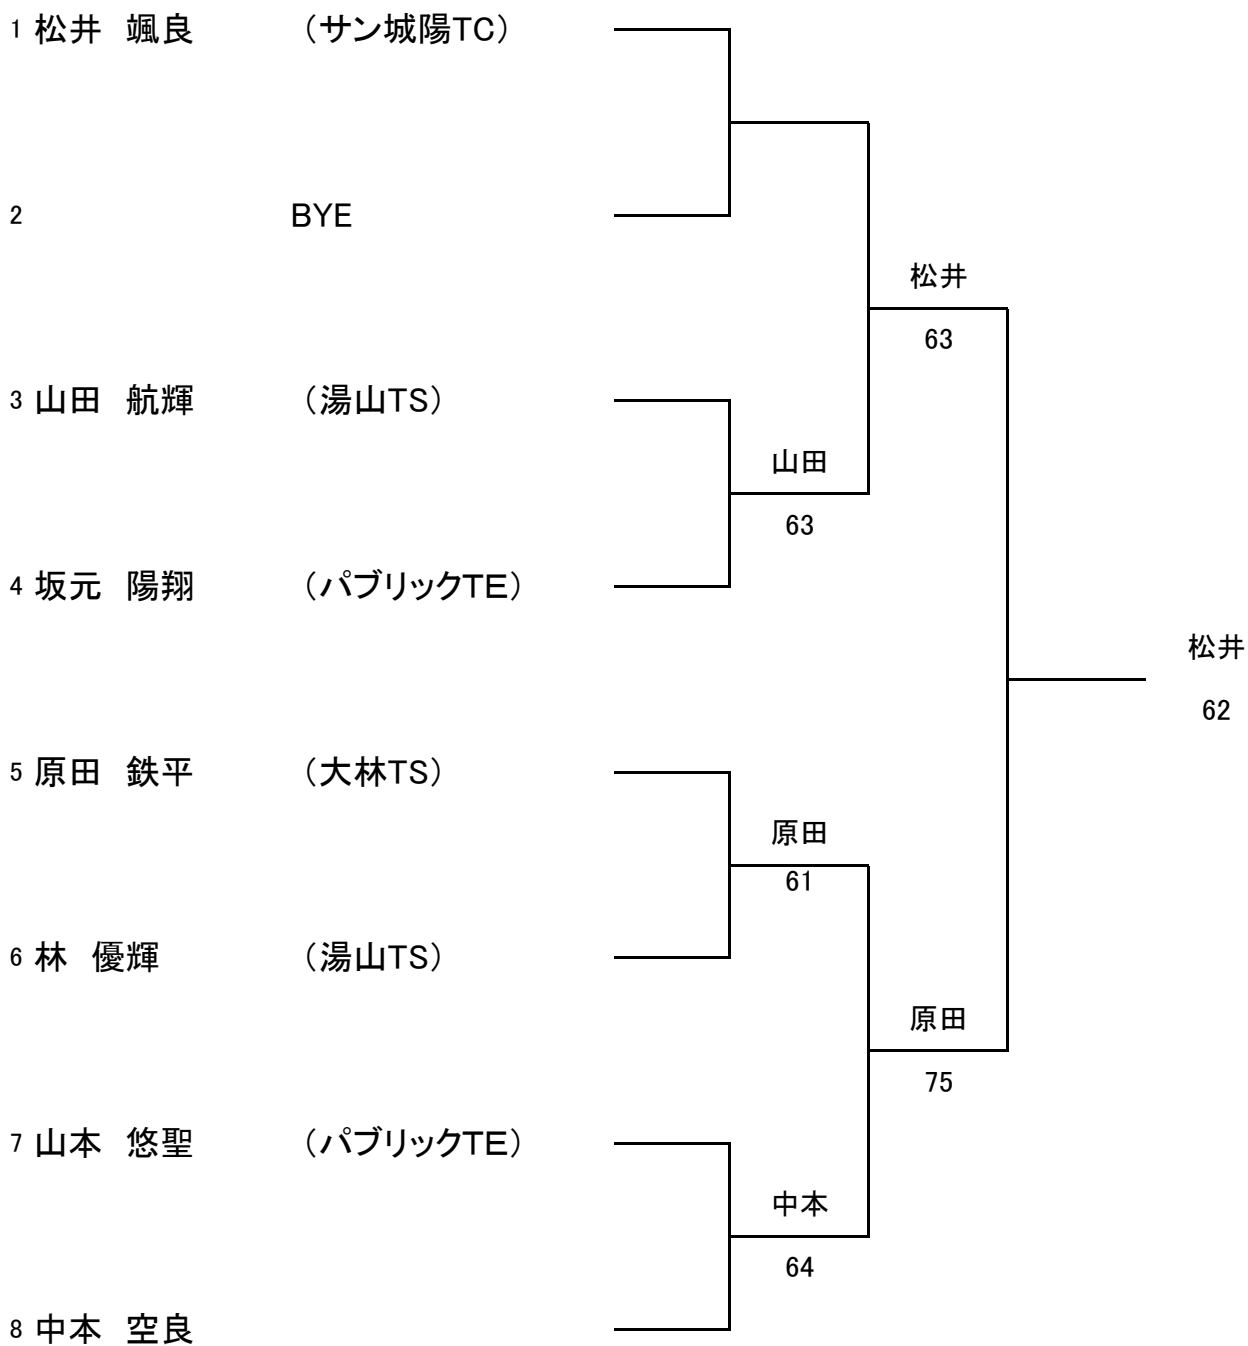 1 松井　颯良　（サン城陽TC）
2　BYE
松井
63
3 山田　航輝　（湯山TS）
山田
63
4 坂元　陽翔　（パブリックTE）
松井
62
5 原田　鉄平　（大林TS）
原田
61
6 林　優輝　（湯山TS）
原田
75
7 山本　悠聖　（パブリックTE）
中本
64
8 中本　空良